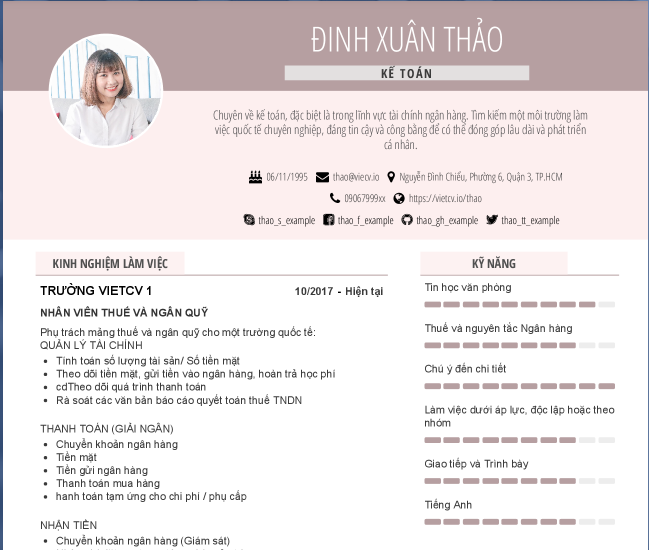 ĐINH XUÂN THẢO
KẾ TOÁN
Chuyên về kế toán, đặc biệt là trong lĩnh vực tài chính ngân hàng. Tìm kiếm một môi trường làm
việc quốc tế chuyên nghiệp, đáng tin cậy và công bằng để có thể đóng góp lâu dài và phát triển
cá nhân.
06/11/1995 thao@viecv.io Nguyễn Đình Chiểu, Phường 6, Quận 3, TP.HCM
09067999xx https://vietcv.io/thao
thao_s_example thao_f_example thao_gh_example thao_tt_example
KINH NGHIỆM LÀM VIỆC
TRƯỜNG VIETCV 1 10/2017 - Hiện tại
NHÂN VIÊN THUẾ VÀ NGÂN QUỸ
Phụ trách mảng thuế và ngân quỹ cho một trường quốc tế:
QUẢN LÝ TÀI CHÍNH
• Tính toán số lượng tài sản/ Số tiền mặt
• Theo dõi tiền mặt, gửi tiền vào ngân hàng, hoàn trả học phí
• cdTheo dõi quá trình thanh toán
• Rà soát các văn bản báo cáo quyết toán thuế TNDN
THANH TOÁN (GIẢI NGÂN)
• Chuyển khoản ngân hàng
• Tiền mặt
• Tiền gửi ngân hàng
• Thanh toán mua hàng
• hanh toán tạm ứng cho chi phí / phụ cấp
NHẬN TIỀN
• Chuyển khoản ngân hàng (Giám sát)
KỸ NĂNG
Tin học văn phòng
Thuế và nguyên tắc Ngân hàng
Chú ý đến chi tiết
Làm việc dưới áp lực, độc lập hoặc theo
nhóm
Giao tiếp và Trình bày
Tiếng Anh